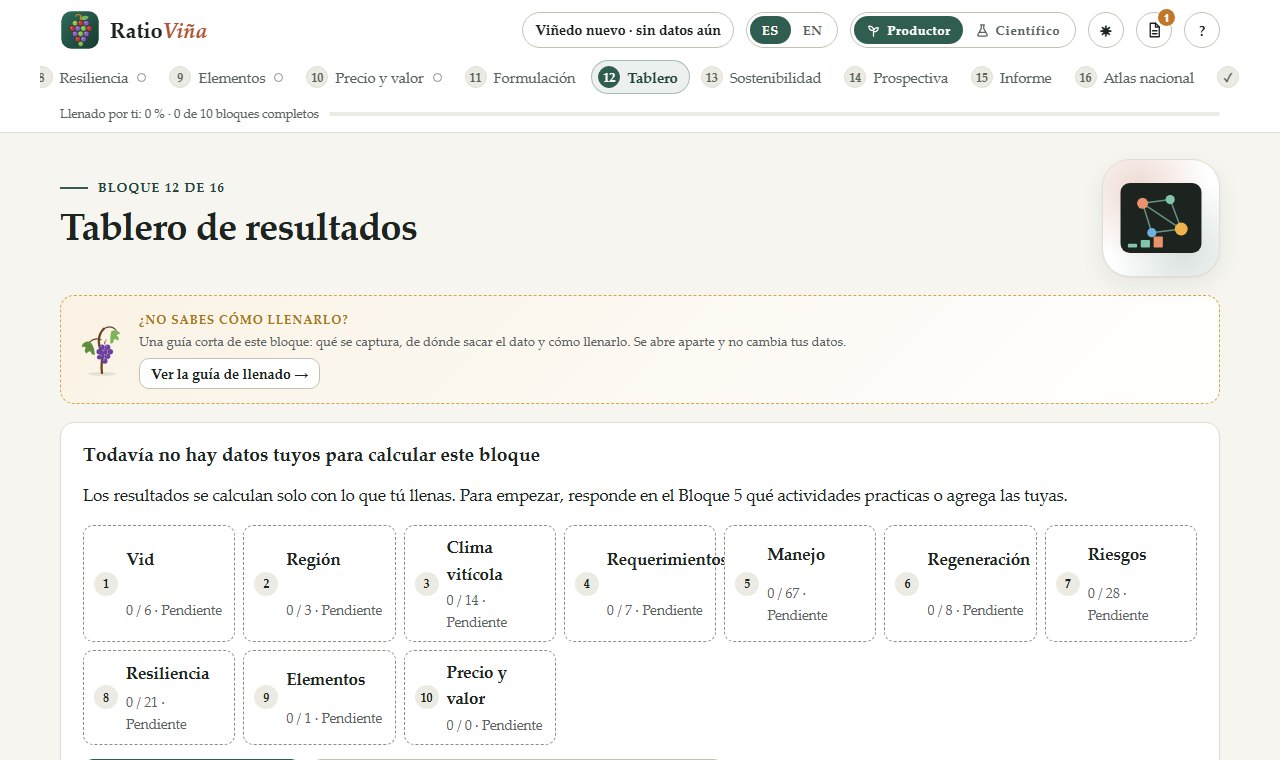 RatioViña
Viñedo nuevo · sin datos aún
ES EN
Productor Científico
1
?
8 Resiliencia
9 Elementos
10 Precio y valor
11 Formulación
12 Tablero
13 Sostenibilidad
14 Prospectiva
15 Informe
16 Atlas nacional
✓
Llenado por ti: 0 % · 0 de 10 bloques completos
BLOQUE 12 DE 16
Tablero de resultados
¿NO SABES CÓMO LLENARLO?
Una guía corta de este bloque: qué se captura, de dónde sacar el dato y cómo llenarlo. Se abre aparte y no cambia tus datos.
Ver la guía de llenado →
Todavía no hay datos tuyos para calcular este bloque
Los resultados se calculan solo con lo que tú llenas. Para empezar, responde en el Bloque 5 qué actividades practicas o agrega las tuyas.
1 Vid
0 / 6 · Pendiente
2 Región
0 / 3 · Pendiente
3 Clima
vitícola
0 / 14 ·
Pendiente
4 Requerimientos
0 / 7 · Pendiente
5 Manejo
0 / 67 ·
Pendiente
6 Regeneración
0 / 8 · Pendiente
7 Riesgos
0 / 28 ·
Pendiente
8 Resiliencia
0 / 21 ·
Pendiente
9 Elementos
0 / 1 · Pendiente
10 Precio y
valor
0 / 0 · Pendiente